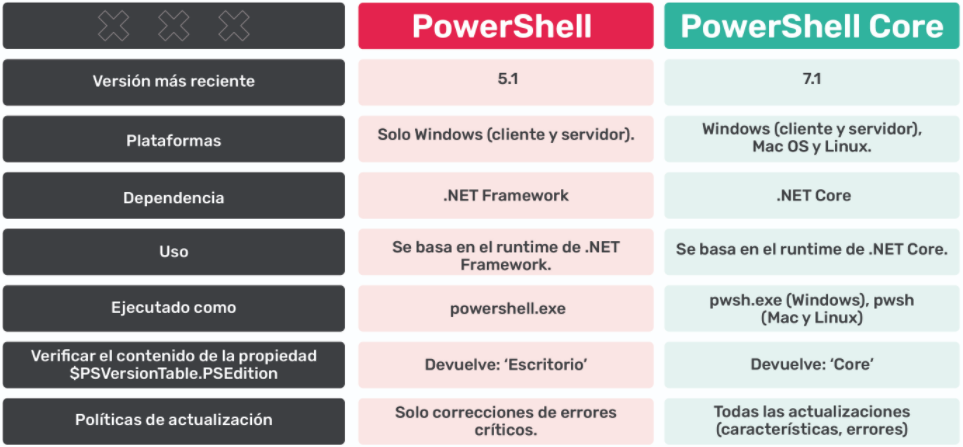 PowerShell
PowerShell Core
Versión más reciente
5.1
7.1
Plataformas
Solo Windows (cliente y servidor).
Windows (cliente y servidor),
Mac OS y Linux.
Dependencia
.NET Framework
.NET Core
Uso
Se basa en el runtime de .NET
Framework.
Se basa en el runtime de .NET Core.
Ejecutado como
powershell.exe
pwsh.exe (Windows), pwsh
(Mac y Linux)
Verificar el contenido de la propiedad
$PSVersionTable.PSEdition
Devuelve: ‘Escritorio’
Devuelve: ‘Core’
Políticas de actualización
Solo correcciones de errores
críticos.
Todas las actualizaciones
(características, errores)